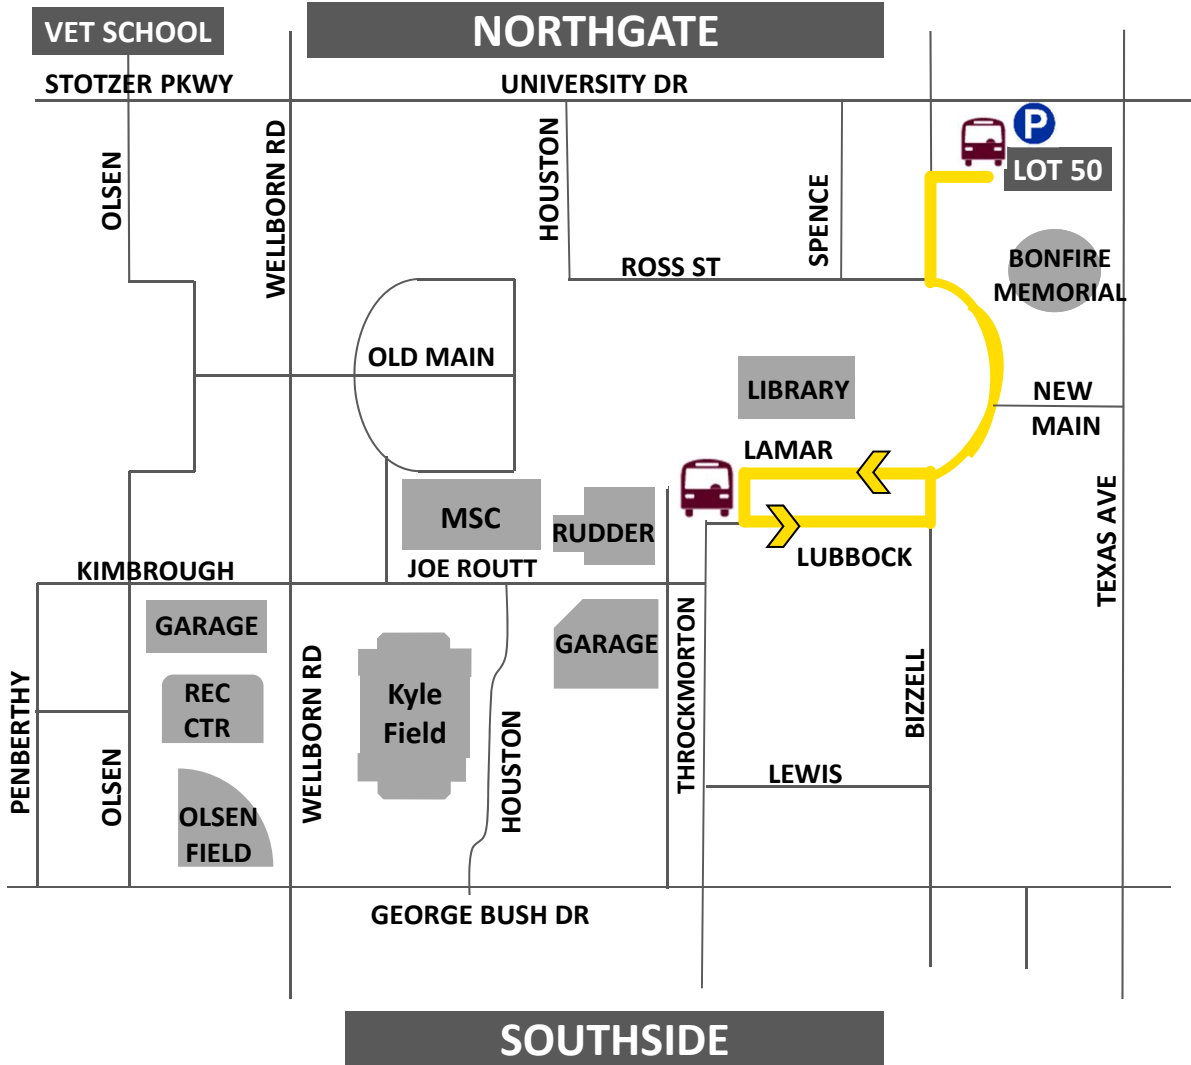 VET SCHOOL
NORTHGATE
STOTZER PKWY
UNIVERSITY DR
P
LOT 50
OLSEN
WELLBORN RD
HOUSTON
SPENCE
ROSS ST
BONFIRE
MEMORIAL
OLD MAIN
LIBRARY
NEW
MAIN
LAMAR
MSC
RUDDER
LUBBOCK
TEXAS AVE
KIMBROUGH
JOE ROUTT
GARAGE
GARAGE
THROCKMORTON
BIZZELL
REC
CTR
WELLBORN RD
Kyle
Field
PENBERTHY
OLSEN
HOUSTON
LEWIS
OLSEN
FIELD
GEORGE BUSH DR
SOUTHSIDE